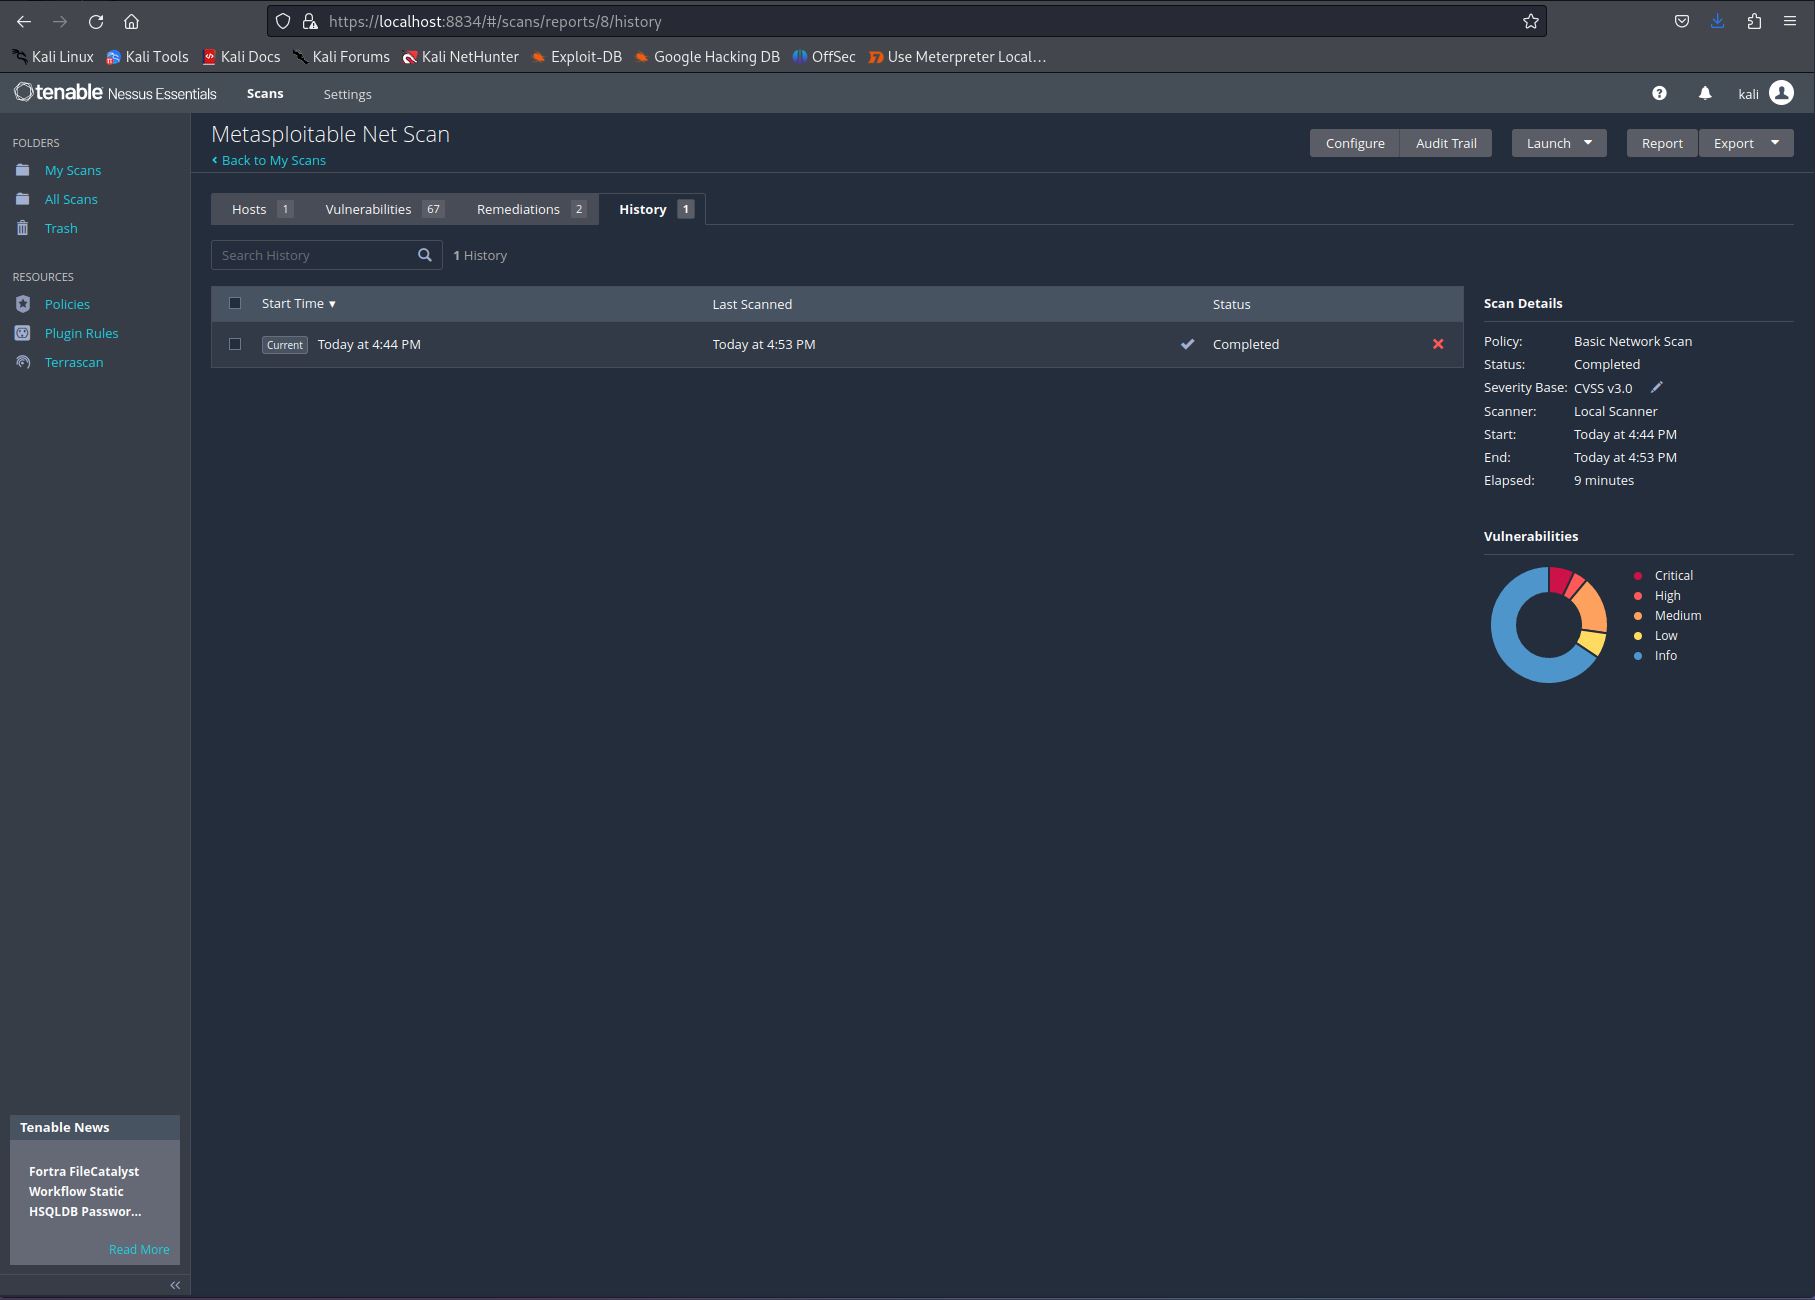 https://localhost:8834/#/scans/reports/8/history
Kali Linux Kali Tools Kali Docs Kali Forums Kali NetHunter Exploit-DB Google Hacking DB OffSec Use Meterpreter Local…
tenable Nessus Essentials Scans Settings kali
FOLDERS
My Scans
All Scans
Trash
RESOURCES
Policies
Plugin Rules
Terrascan
Tenable News
Fortra FileCatalyst
Workflow Static
HSQLDB Passwor...
Read More
Metasploitable Net Scan
Back to My Scans
Configure Audit Trail Launch Report Export
Hosts 1 Vulnerabilities 67 Remediations 2 History 1
Search History 1 History
Start Time Last Scanned Status
Current Today at 4:44 PM Today at 4:53 PM Completed
Scan Details
Policy: Basic Network Scan
Status: Completed
Severity Base: CVSS v3.0
Scanner: Local Scanner
Start: Today at 4:44 PM
End: Today at 4:53 PM
Elapsed: 9 minutes
Vulnerabilities
Critical
High
Medium
Low
Info